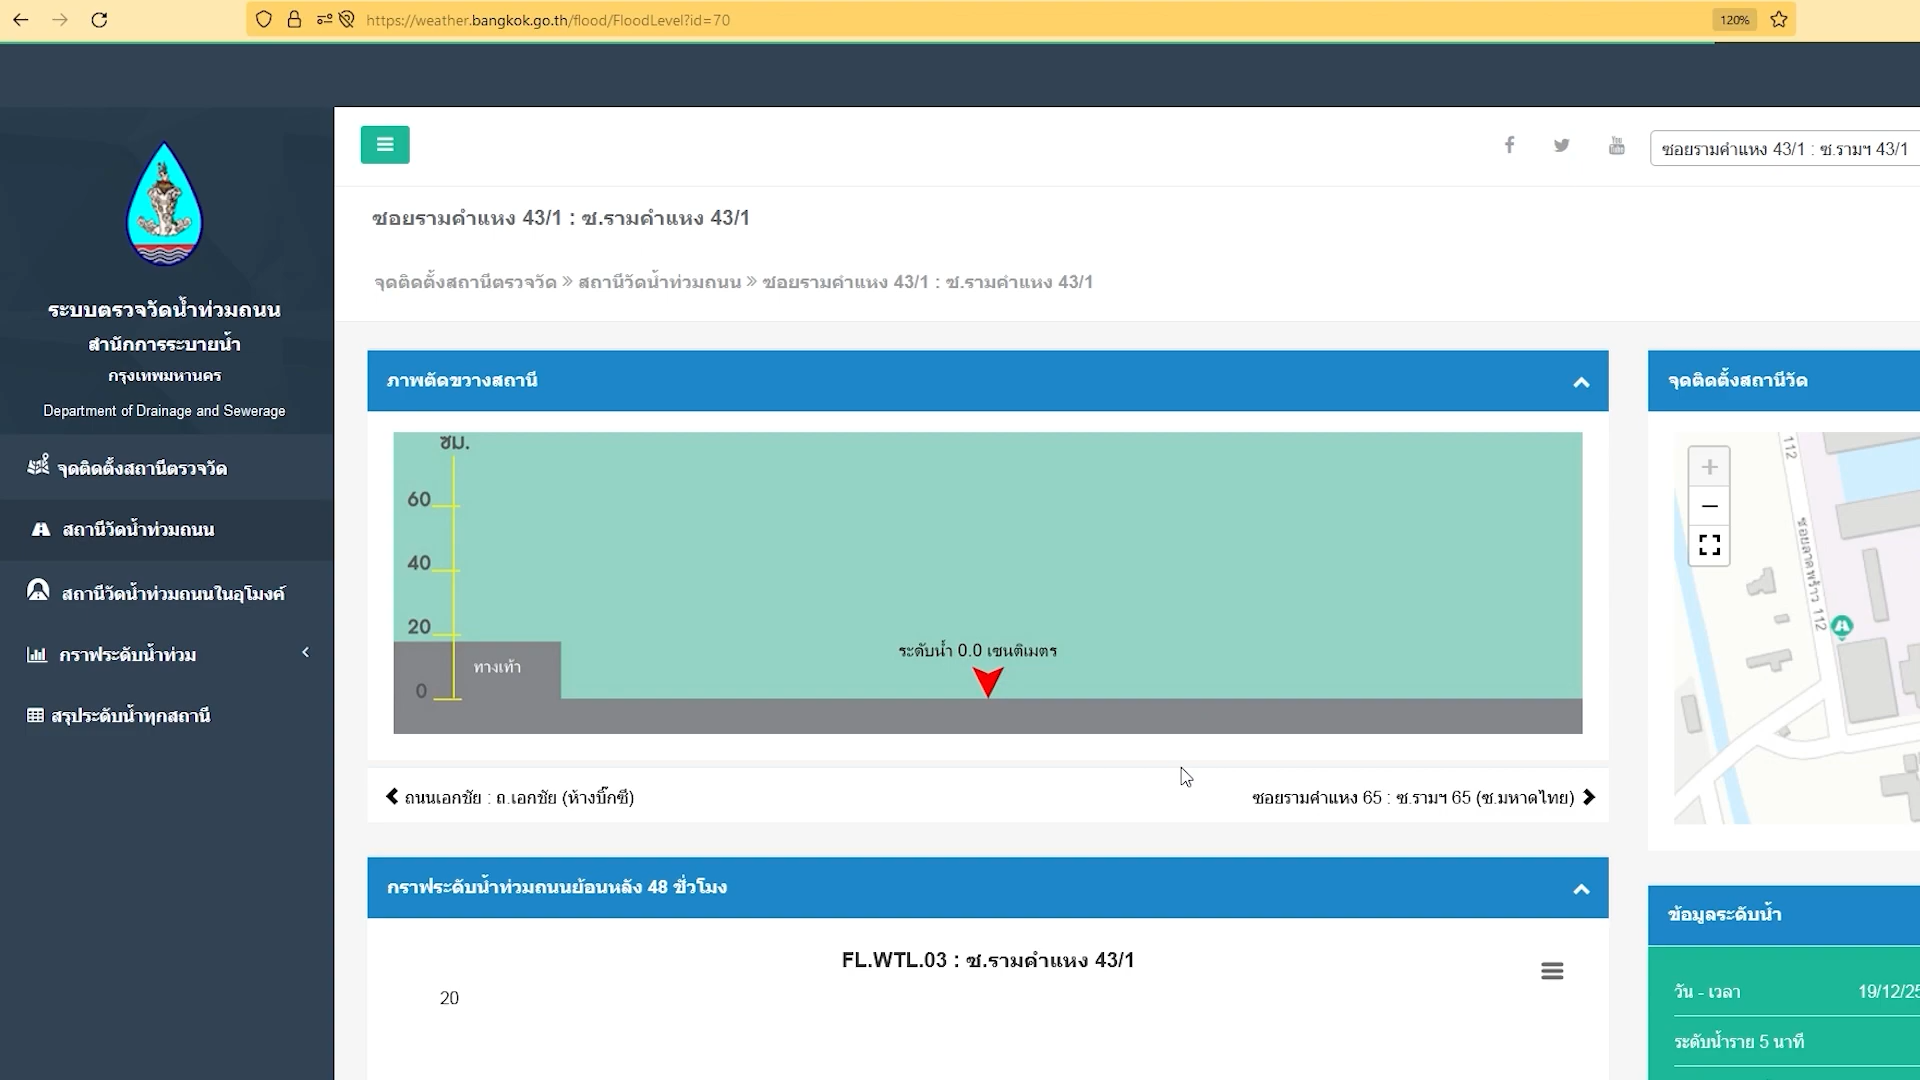 https://weather.bangkok.go.th/flood/FloodLevel?id=70
120%
ระบบตรวจวัดน้ำท่วมถนน
สำนักการระบายน้ำ
กรุงเทพมหานคร
Department of Drainage and Sewerage
จุดติดตั้งสถานีตรวจวัด
สถานีวัดน้ำท่วมถนน
สถานีวัดน้ำท่วมถนนในอุโมงค์
กราฟระดับน้ำท่วม
สรุประดับน้ำทุกสถานี
You Tube
ซอยรามคำแหง 43/1 : ซ.รามฯ 43/1
ซอยรามคำแหง 43/1 : ซ.รามคำแหง 43/1
จุดติดตั้งสถานีตรวจวัด » สถานีวัดน้ำท่วมถนน » ซอยรามคำแหง 43/1 : ซ.รามคำแหง 43/1
ภาพตัดขวางสถานี
ซม.
60
40
20
0
ทางเท้า
ระดับน้ำ 0.0 เซนติเมตร
ถนนเอกชัย : ถ.เอกชัย (ห้างบิ๊กซี)
ซอยรามคำแหง 65 : ซ.รามฯ 65 (ซ.มหาดไทย)
กราฟระดับน้ำท่วมถนนย้อนหลัง 48 ชั่วโมง
FL.WTL.03 : ซ.รามคำแหง 43/1
20
จุดติดตั้งสถานีวัด
+
−
112
ซอยลาดพร้าว 112
ข้อมูลระดับน้ำ
วัน - เวลา
19/12/25
ระดับน้ำราย 5 นาที